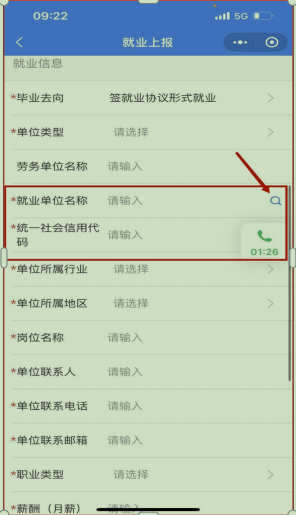 09:22
5G
就业上报
就业信息
*毕业去向 签就业协议形式就业
*单位类型 请选择
劳务单位名称 请输入
*就业单位名称 请输入
*统一社会信用代
码 请输入
01:26
*单位所属行业 请选择
*单位所属地区 请选择
*岗位名称 请输入
*单位联系人 请输入
*单位联系电话 请输入
*单位联系邮箱 请输入
*职业类型 请选择
*薪酬（月薪） 请输入